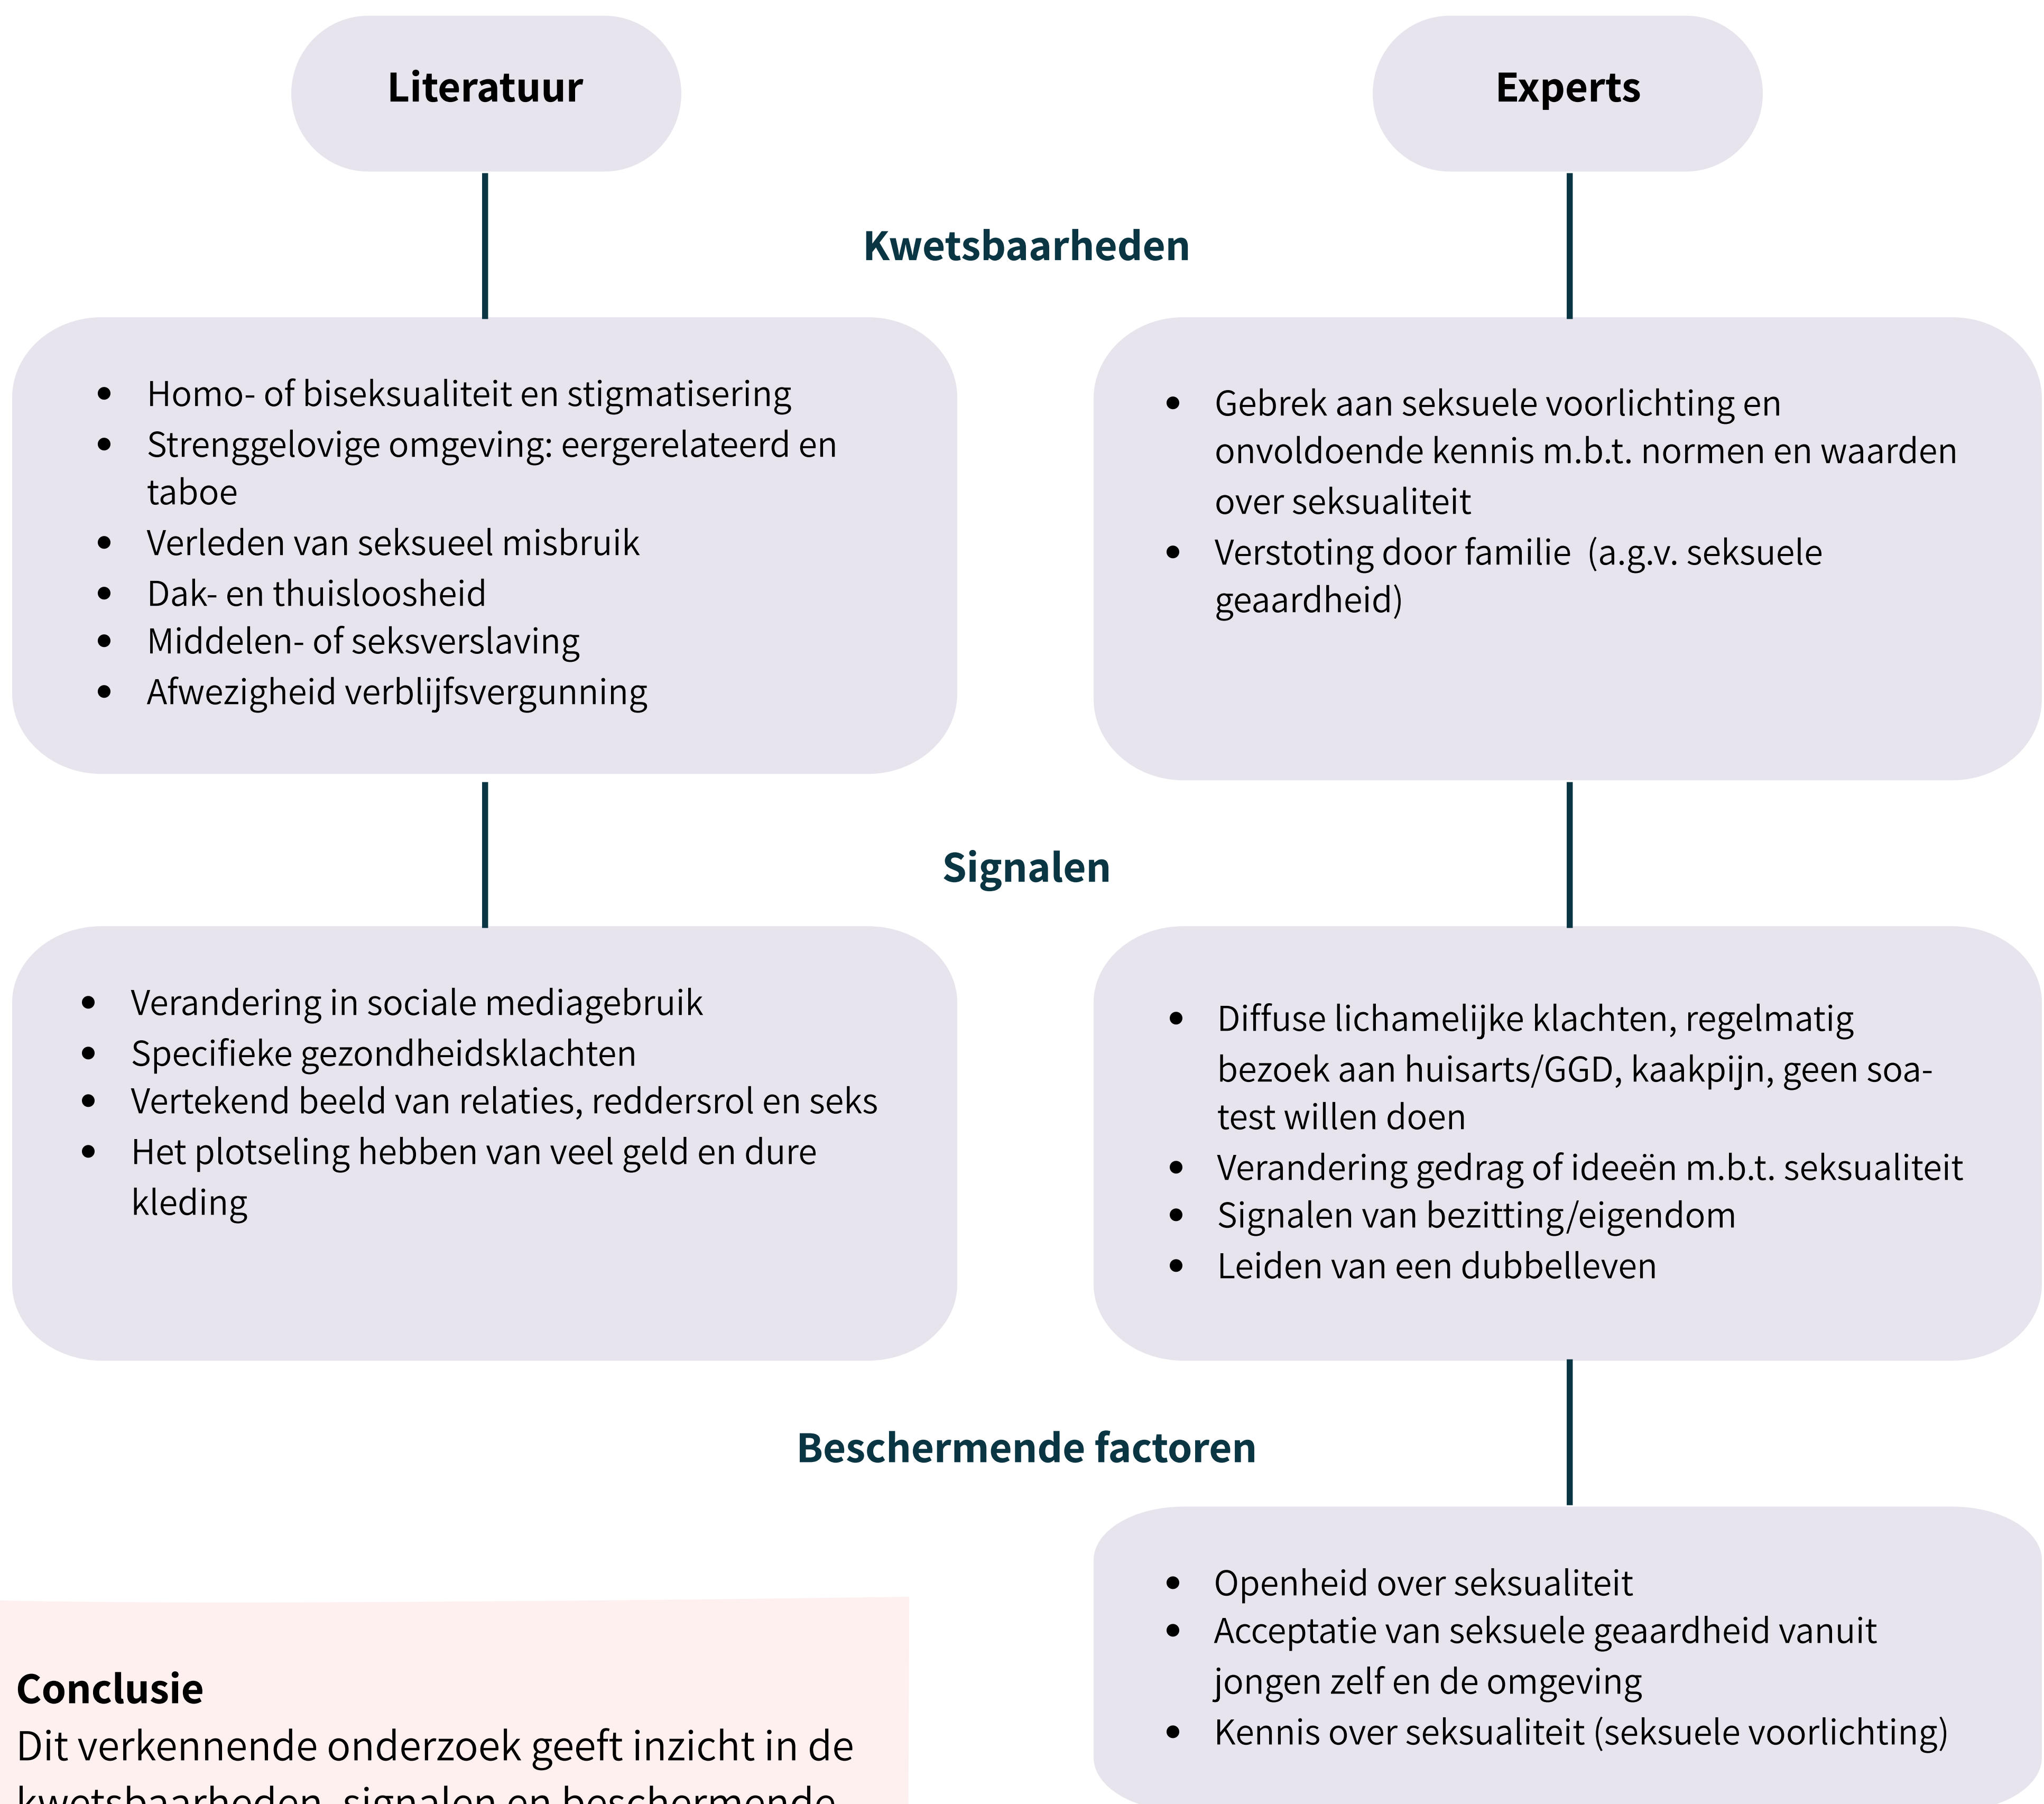 Literatuur
Experts
Kwetsbaarheden
• Homo- of biseksualiteit en stigmatisering
• Strenggelovige omgeving: eergerelateerd en
taboe
• Verleden van seksueel misbruik
• Dak- en thuisloosheid
• Middelen- of seksverslaving
• Afwezigheid verblijfsvergunning
• Gebrek aan seksuele voorlichting en
onvoldoende kennis m.b.t. normen en waarden
over seksualiteit
• Verstoting door familie (a.g.v. seksuele
geaardheid)
Signalen
• Verandering in sociale mediagebruik
• Specifieke gezondheidsklachten
• Vertekend beeld van relaties, reddersrol en seks
• Het plotseling hebben van veel geld en dure
kleding
• Diffuse lichamelijke klachten, regelmatig
bezoek aan huisarts/GGD, kaakpijn, geen soa-
test willen doen
• Verandering gedrag of ideeën m.b.t. seksualiteit
• Signalen van bezitting/eigendom
• Leiden van een dubbelleven
Beschermende factoren
• Openheid over seksualiteit
• Acceptatie van seksuele geaardheid vanuit
jongen zelf en de omgeving
• Kennis over seksualiteit (seksuele voorlichting)
Conclusie
Dit verkennende onderzoek geeft inzicht in de
kwetsbaarheden, signalen en beschermende